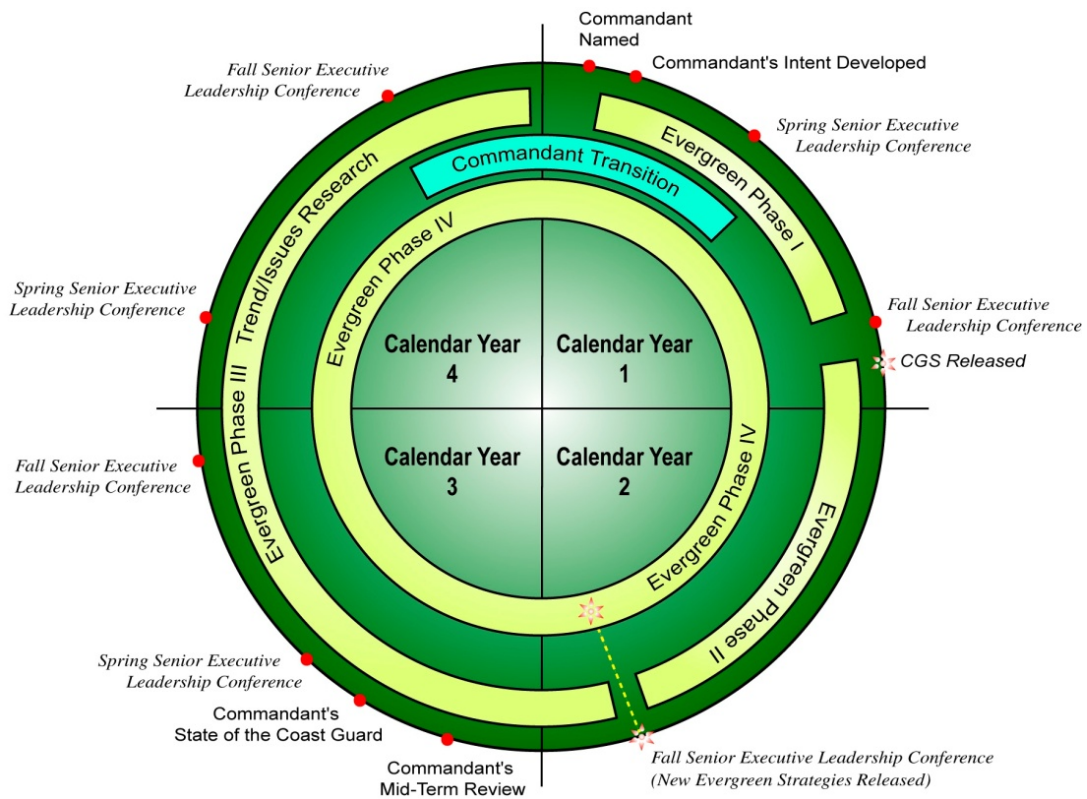 Commandant
Named
Commandant's Intent Developed
Fall Senior Executive
Leadership Conference
Spring Senior Executive
Leadership Conference
Evergreen Phase I
Commandant Transition
Evergreen Phase III Trend/Issues Research
Evergreen Phase IV
Spring Senior Executive
Leadership Conference
Fall Senior Executive
Leadership Conference
CGS Released
Calendar Year
4
Calendar Year
1
Calendar Year
3
Calendar Year
2
Fall Senior Executive
Leadership Conference
Evergreen Phase IV
Evergreen Phase II
Spring Senior Executive
Leadership Conference
Commandant's
State of the Coast Guard
Commandant's
Mid-Term Review
Fall Senior Executive Leadership Conference
(New Evergreen Strategies Released)